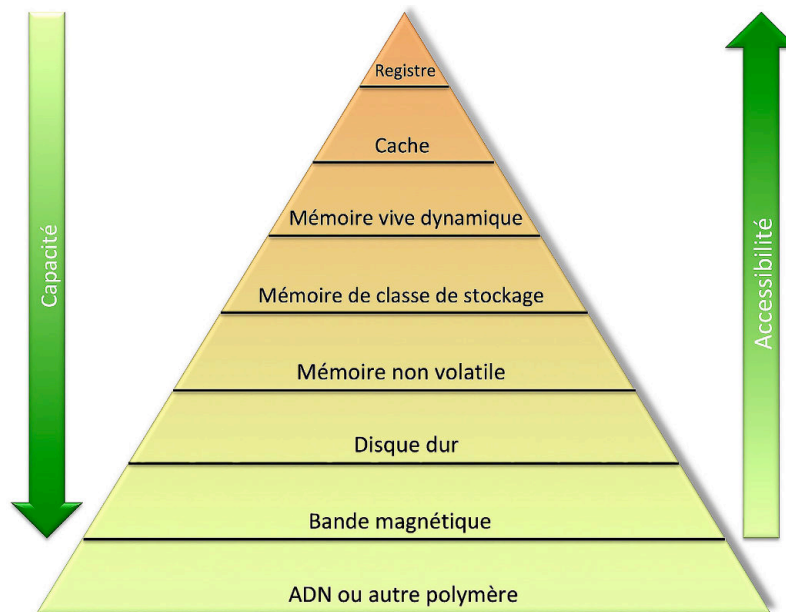 Registre
Cache
Mémoire vive dynamique
Mémoire de classe de stockage
Mémoire non volatile
Disque dur
Bande magnétique
ADN ou autre polymère
Capacité
Accessibilité